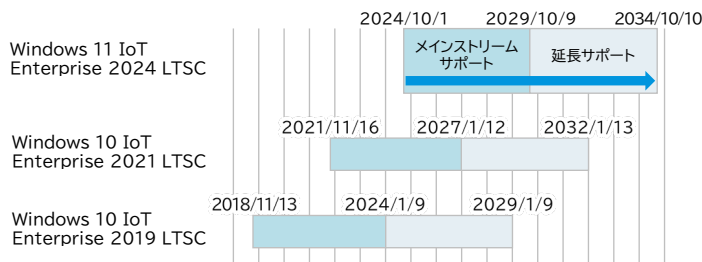 2024/10/1 2029/10/9 2034/10/10
Windows 11 IoT
Enterprise 2024 LTSC
メインストリーム
サポート
延長サポート
2021/11/16 2027/1/12 2032/1/13
Windows 10 IoT
Enterprise 2021 LTSC
2018/11/13 2024/1/9 2029/1/9
Windows 10 IoT
Enterprise 2019 LTSC